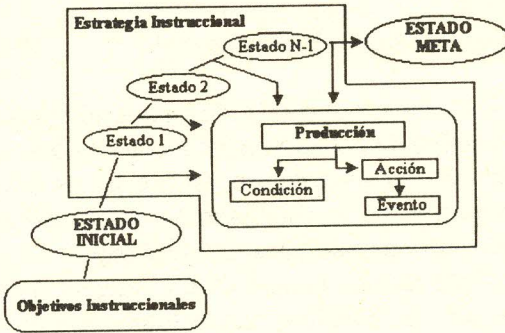 Estrategia Instruccional
Estado N-1
ESTADO
META
Estado 2
Estado 1
Producción
Condición
Acción
Evento
ESTADO
INICIAL
Objetivos Instruccionales